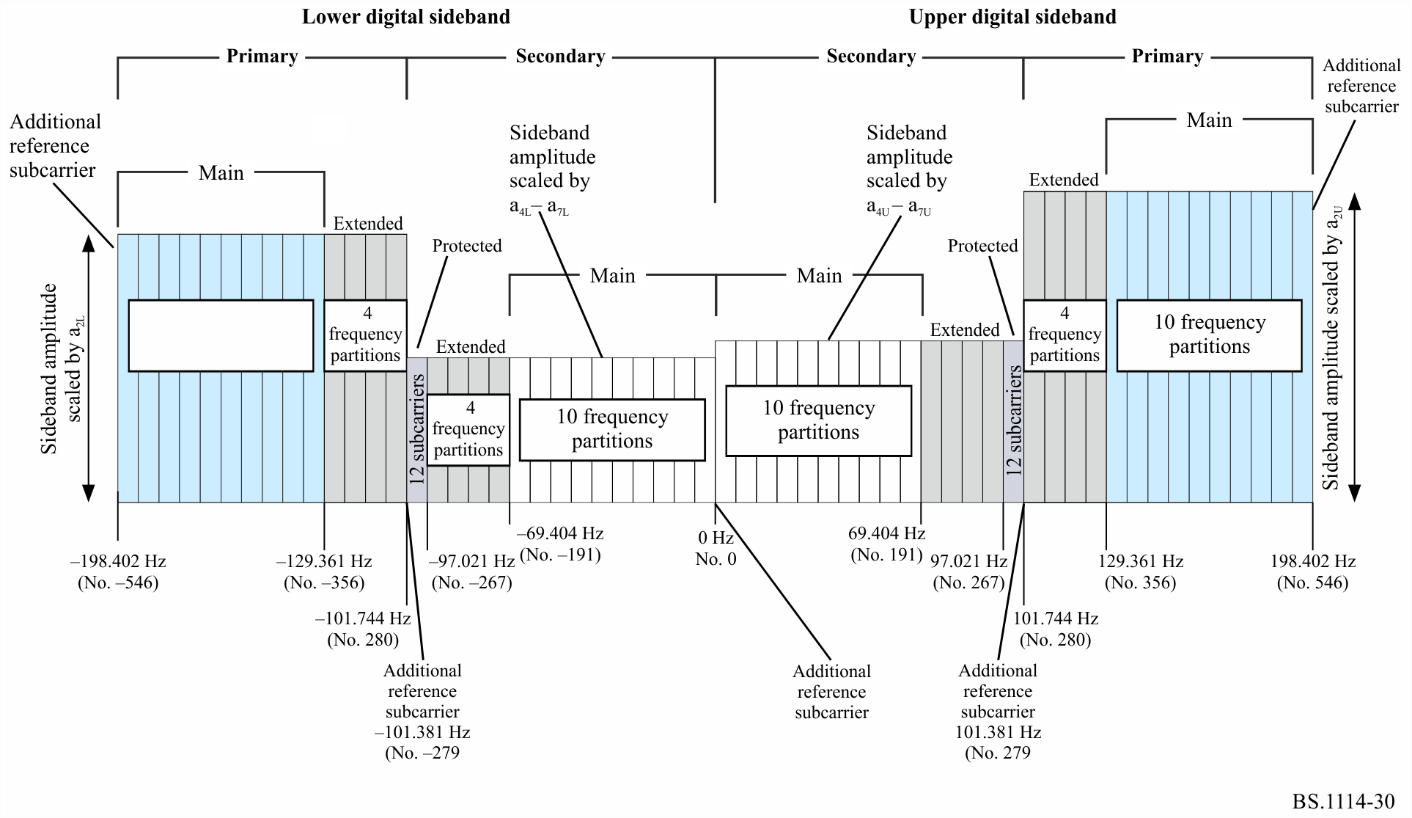 Lower digital sideband
Upper digital sideband
Primary
Secondary
Secondary
Primary
Additional
reference
subcarrier
Additional
reference
subcarrier
Main
Main
Sideband
amplitude
scaled by
a4L– a7L
Sideband
amplitude
scaled by
a4U– a7U
Extended
Extended
Protected
Protected
Main
Main
Extended
Extended
Sideband amplitude
scaled by a2L
4
frequency
partitions
12 subcarriers
4
frequency
partitions
10 frequency
partitions
10 frequency
partitions
12 subcarriers
4
frequency
partitions
10 frequency
partitions
Sideband amplitude scaled by a2U
–198.402 Hz
(No. –546)
–129.361 Hz
(No. –356)
–101.744 Hz
(No. 280)
–97.021 Hz
(No. –267)
–69.404 Hz
(No. –191)
0 Hz
No. 0
69.404 Hz
(No. 191)
97.021 Hz
(No. 267)
101.744 Hz
(No. 280)
129.361 Hz
(No. 356)
198.402 Hz
(No. 546)
Additional
reference
subcarrier
–101.381 Hz
(No. –279
Additional
reference
subcarrier
Additional
reference
subcarrier
101.381 Hz
(No. 279
BS.1114-30